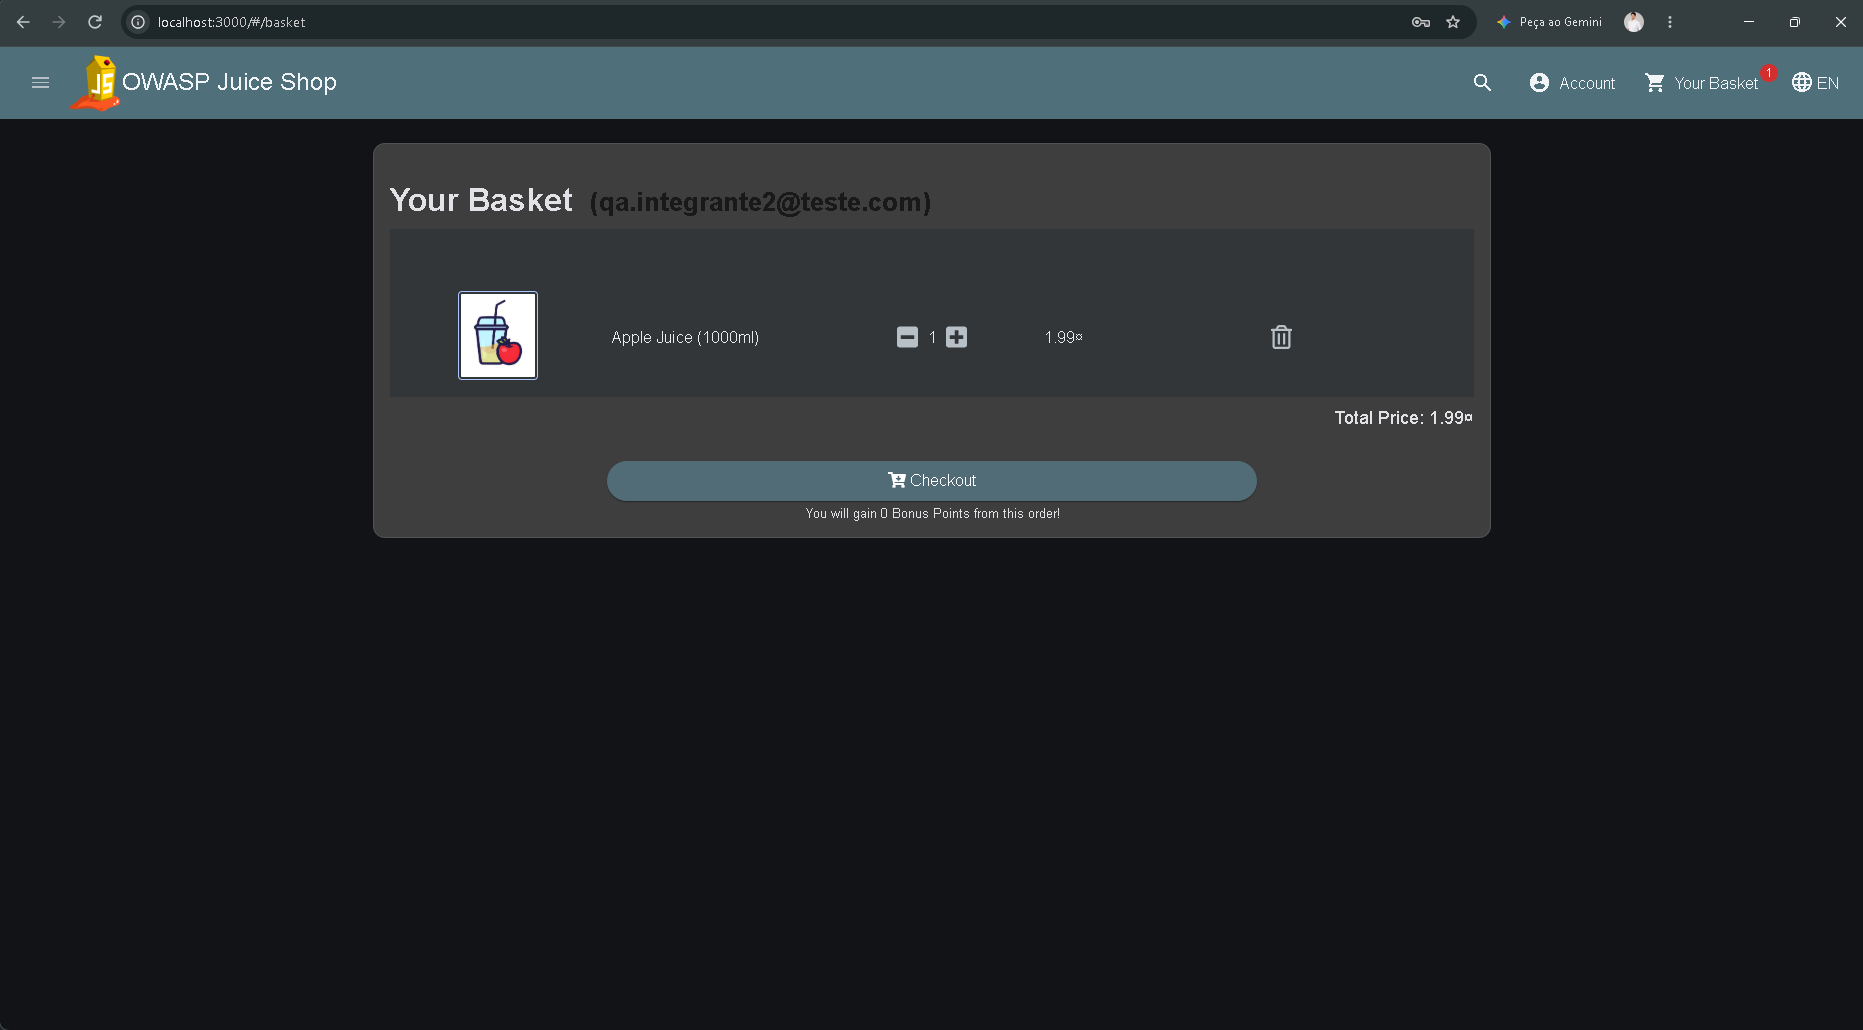 localhost:3000/#/basket
Peça ao Gemini
JS
OWASP Juice Shop
Account
Your Basket
1
EN
Your Basket (qa.integrante2@teste.com)
Apple Juice (1000ml)
1
1.99¤
Total Price: 1.99¤
Checkout
You will gain 0 Bonus Points from this order!